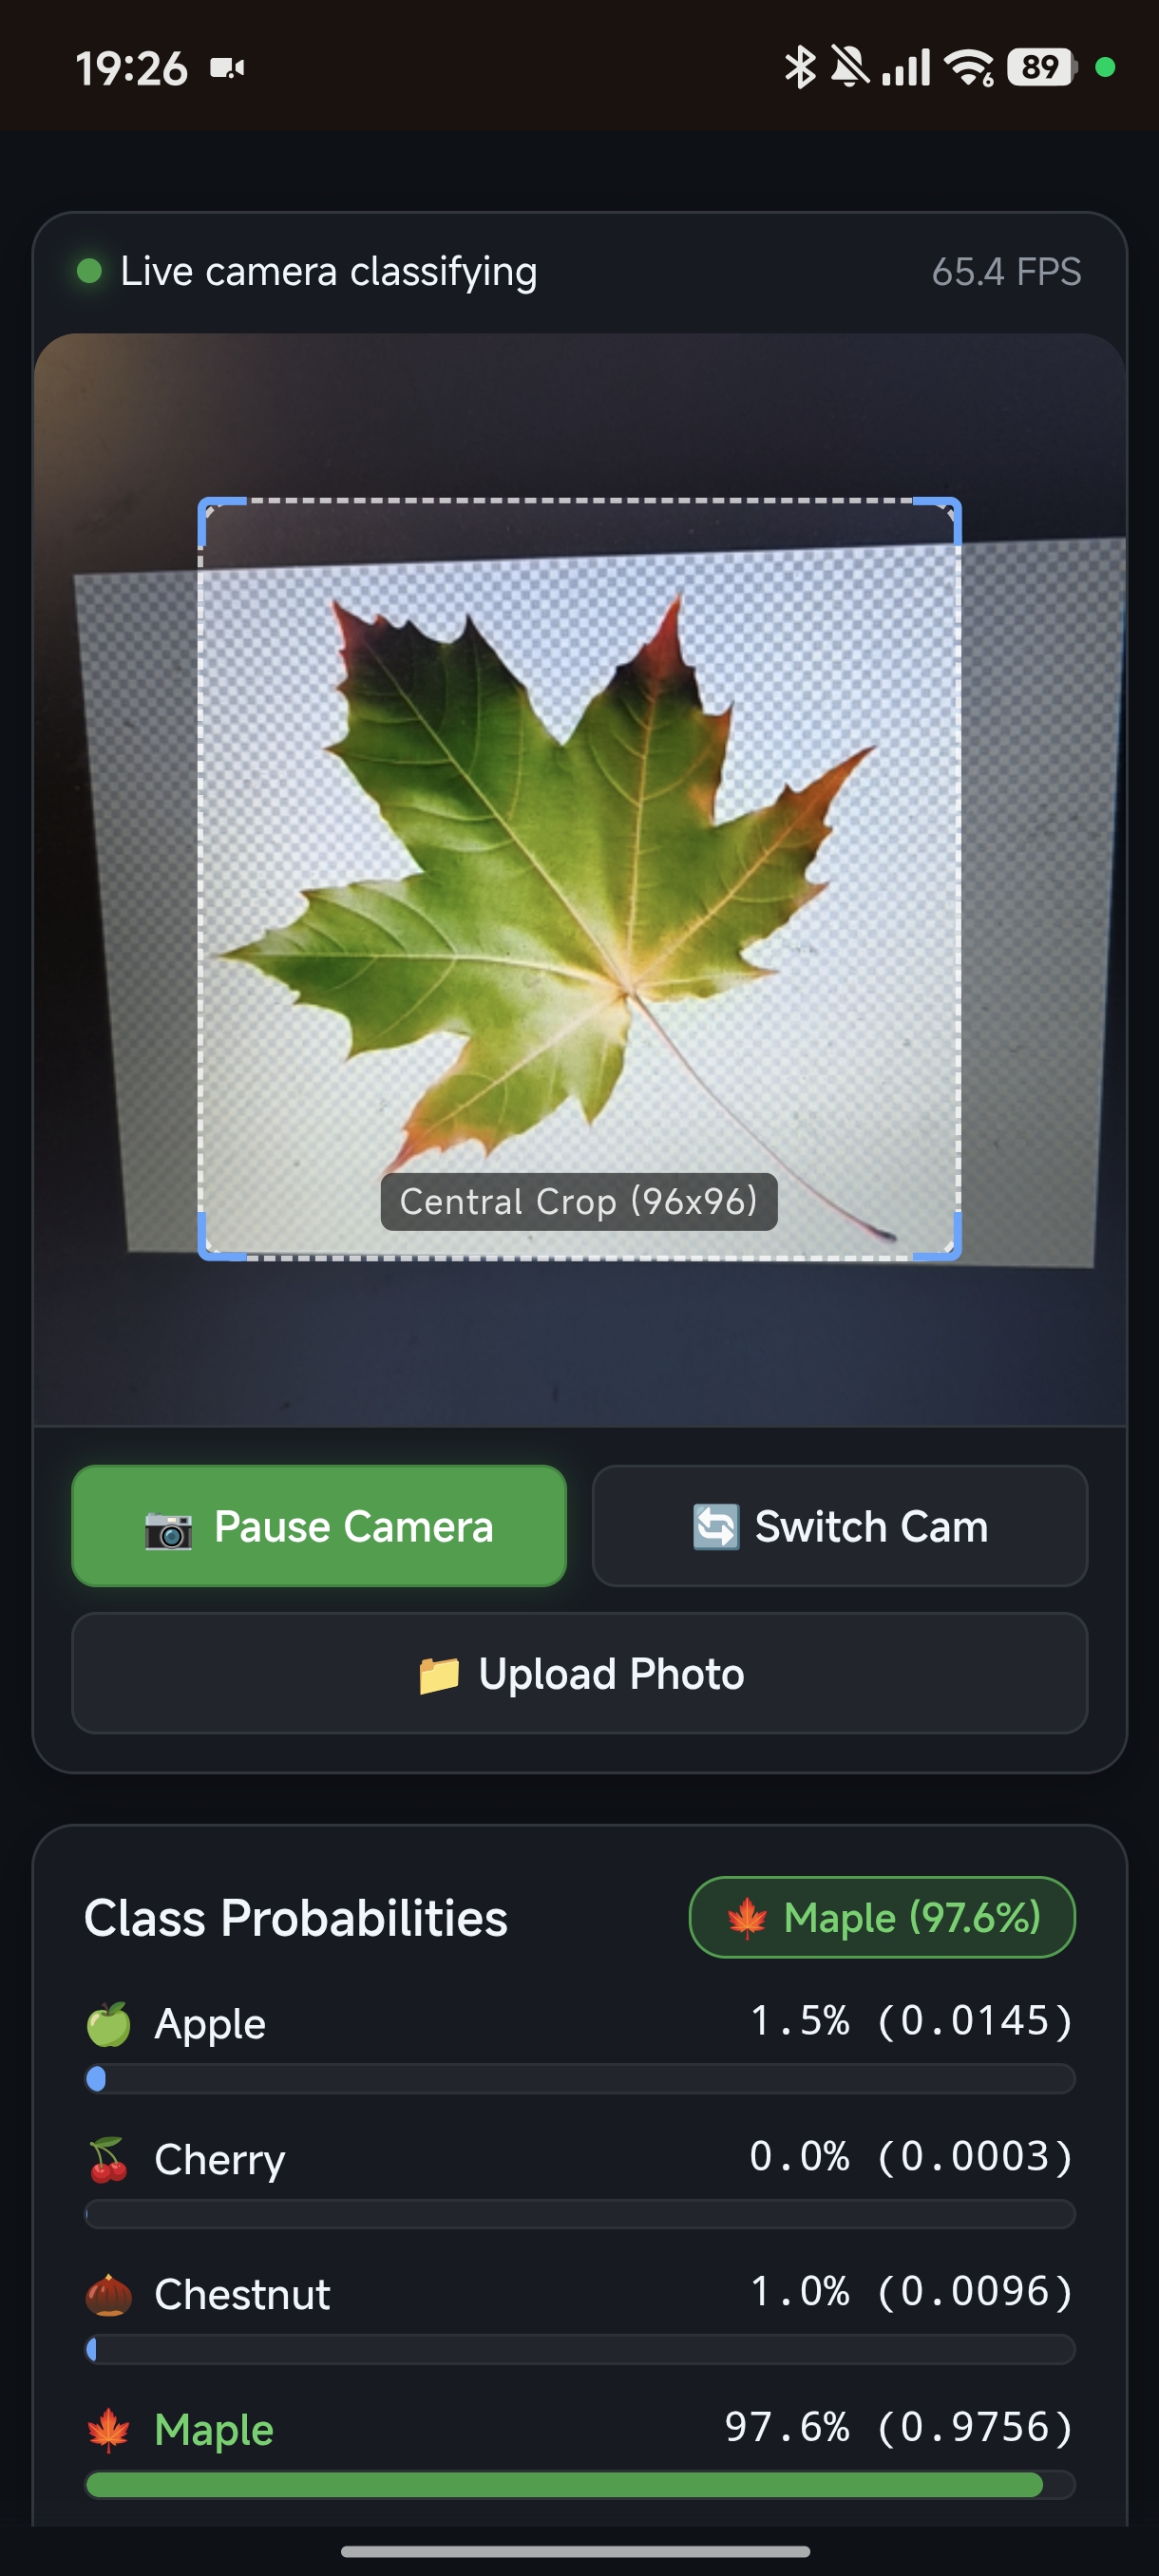 19:26 6 89
Live camera classifying 65.4 FPS
Central Crop (96x96)
📷 Pause Camera 🔄 Switch Cam
📁 Upload Photo
Class Probabilities 🍁 Maple (97.6%)
🍏 Apple 1.5% (0.0145)
🍒 Cherry 0.0% (0.0003)
🌰 Chestnut 1.0% (0.0096)
🍁 Maple 97.6% (0.9756)